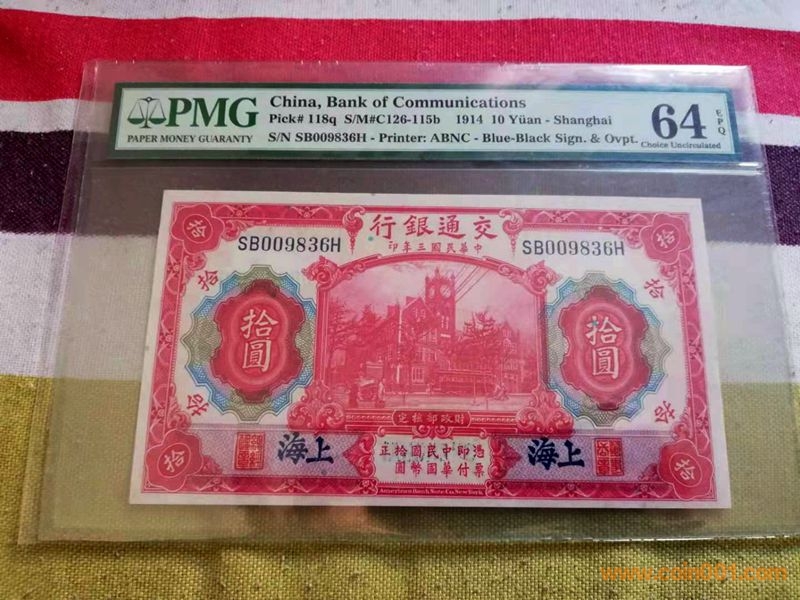 PMG
PAPER MONEY GUARANTY
China, Bank of Communications
Pick# 118q S/M#C126-115b 1914 10 Yüan - Shanghai
S/N SB009836H - Printer: ABNC - Blue-Black Sign. & Ovpt.
64 EPQ
Choice Uncirculated
行銀通交
印年三國民華中
SB009836H
SB009836H
拾
拾
拾
拾
拾圓
拾圓
拾
拾
拾
拾
財政部核定
海上
海上
正拾國民中即憑
圓幣國華付票
American Bank Note Co. New York.
www.coin001.com